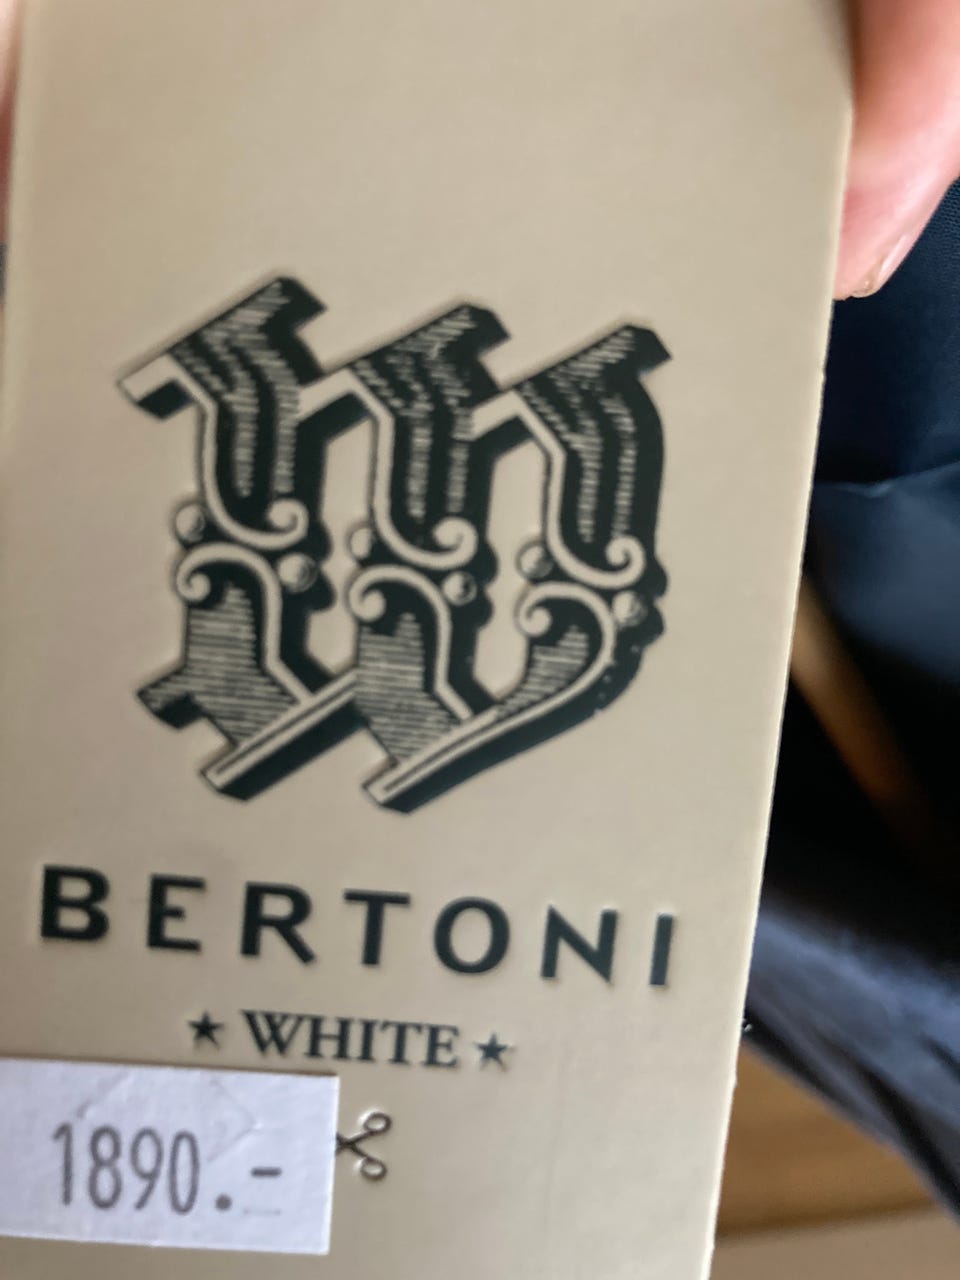 W
BERTONI
★ WHITE ★
1890.-